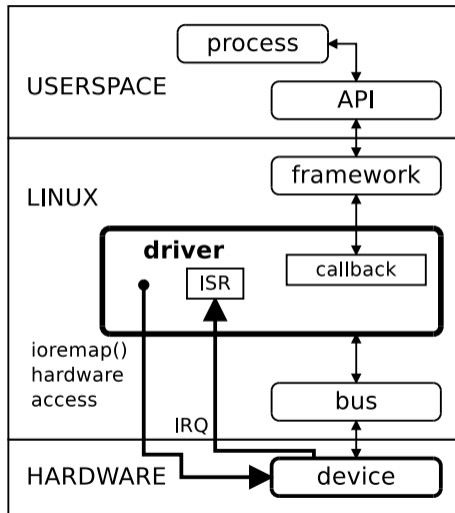 process
USERSPACE
API
framework
LINUX
driver
callback
ISR
ioremap()
hardware
access
bus
IRQ
HARDWARE
device